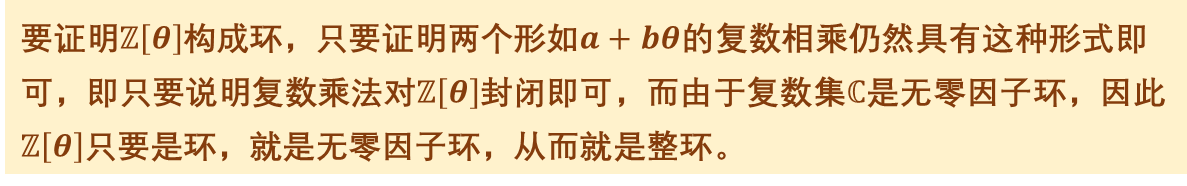 要证明ℤ[𝜽]构成环，只要证明两个形如𝒂 + 𝒃𝜽的复数相乘仍然具有这种形式即
可，即只要说明复数乘法对ℤ[𝜽]封闭即可，而由于复数集ℂ是无零因子环，因此
ℤ[𝜽]只要是环，就是无零因子环，从而就是整环。